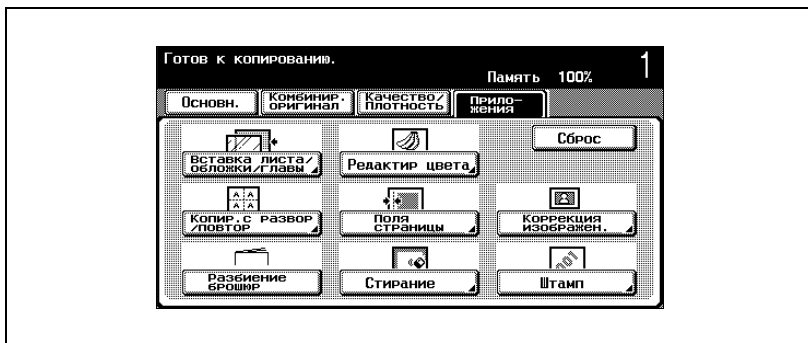 Готов к копированию.
1
Память 100%
Основн.
Комбинир.
оригинал
Качество/
Плотность
Прило-
жения
Вставка листа/
обложки/главы
Редактир цвета
Сброс
A A
A A
Копир.с развор
/повтор
Поля
страницы
Коррекция
изображен.
Разбиение
брошюр
Стирание
001
Штамп